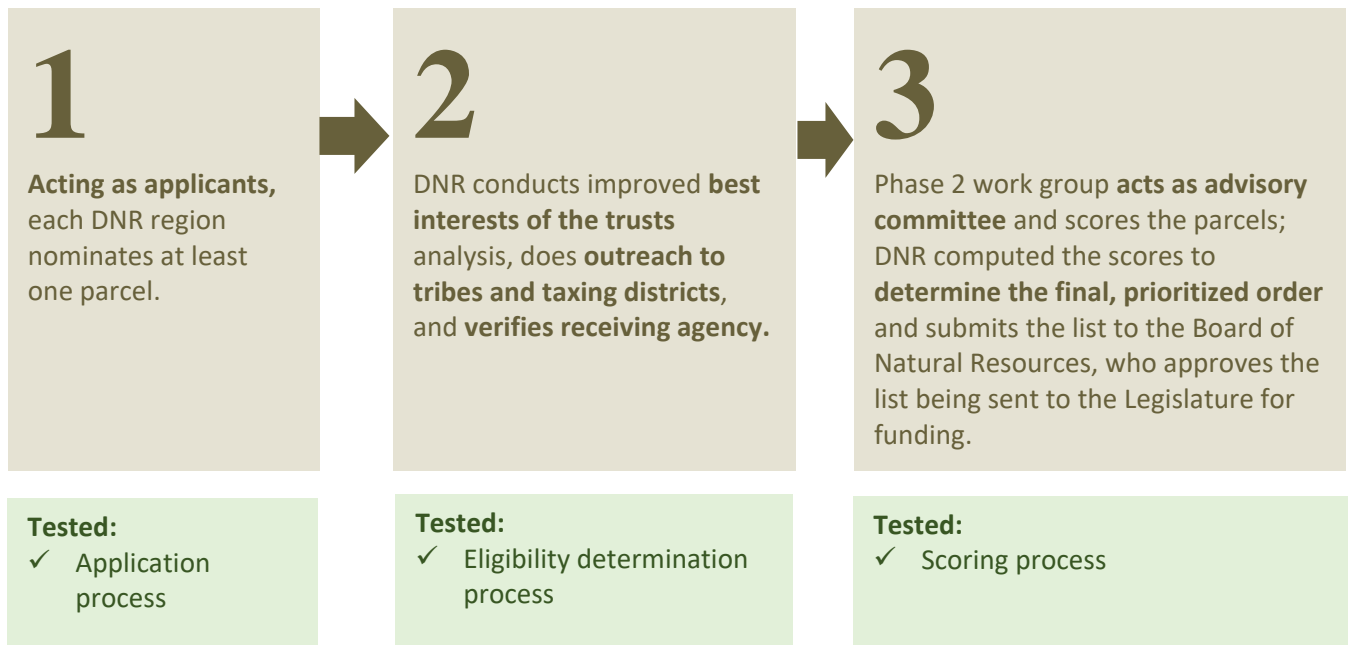 1
Acting as applicants,
each DNR region
nominates at least
one parcel.
2
DNR conducts improved best
interests of the trusts
analysis, does outreach to
tribes and taxing districts,
and verifies receiving agency.
3
Phase 2 work group acts as advisory
committee and scores the parcels;
DNR computed the scores to
determine the final, prioritized order
and submits the list to the Board of
Natural Resources, who approves the
list being sent to the Legislature for
funding.
Tested:
✓ Application
process
Tested:
✓ Eligibility determination
process
Tested:
✓ Scoring process